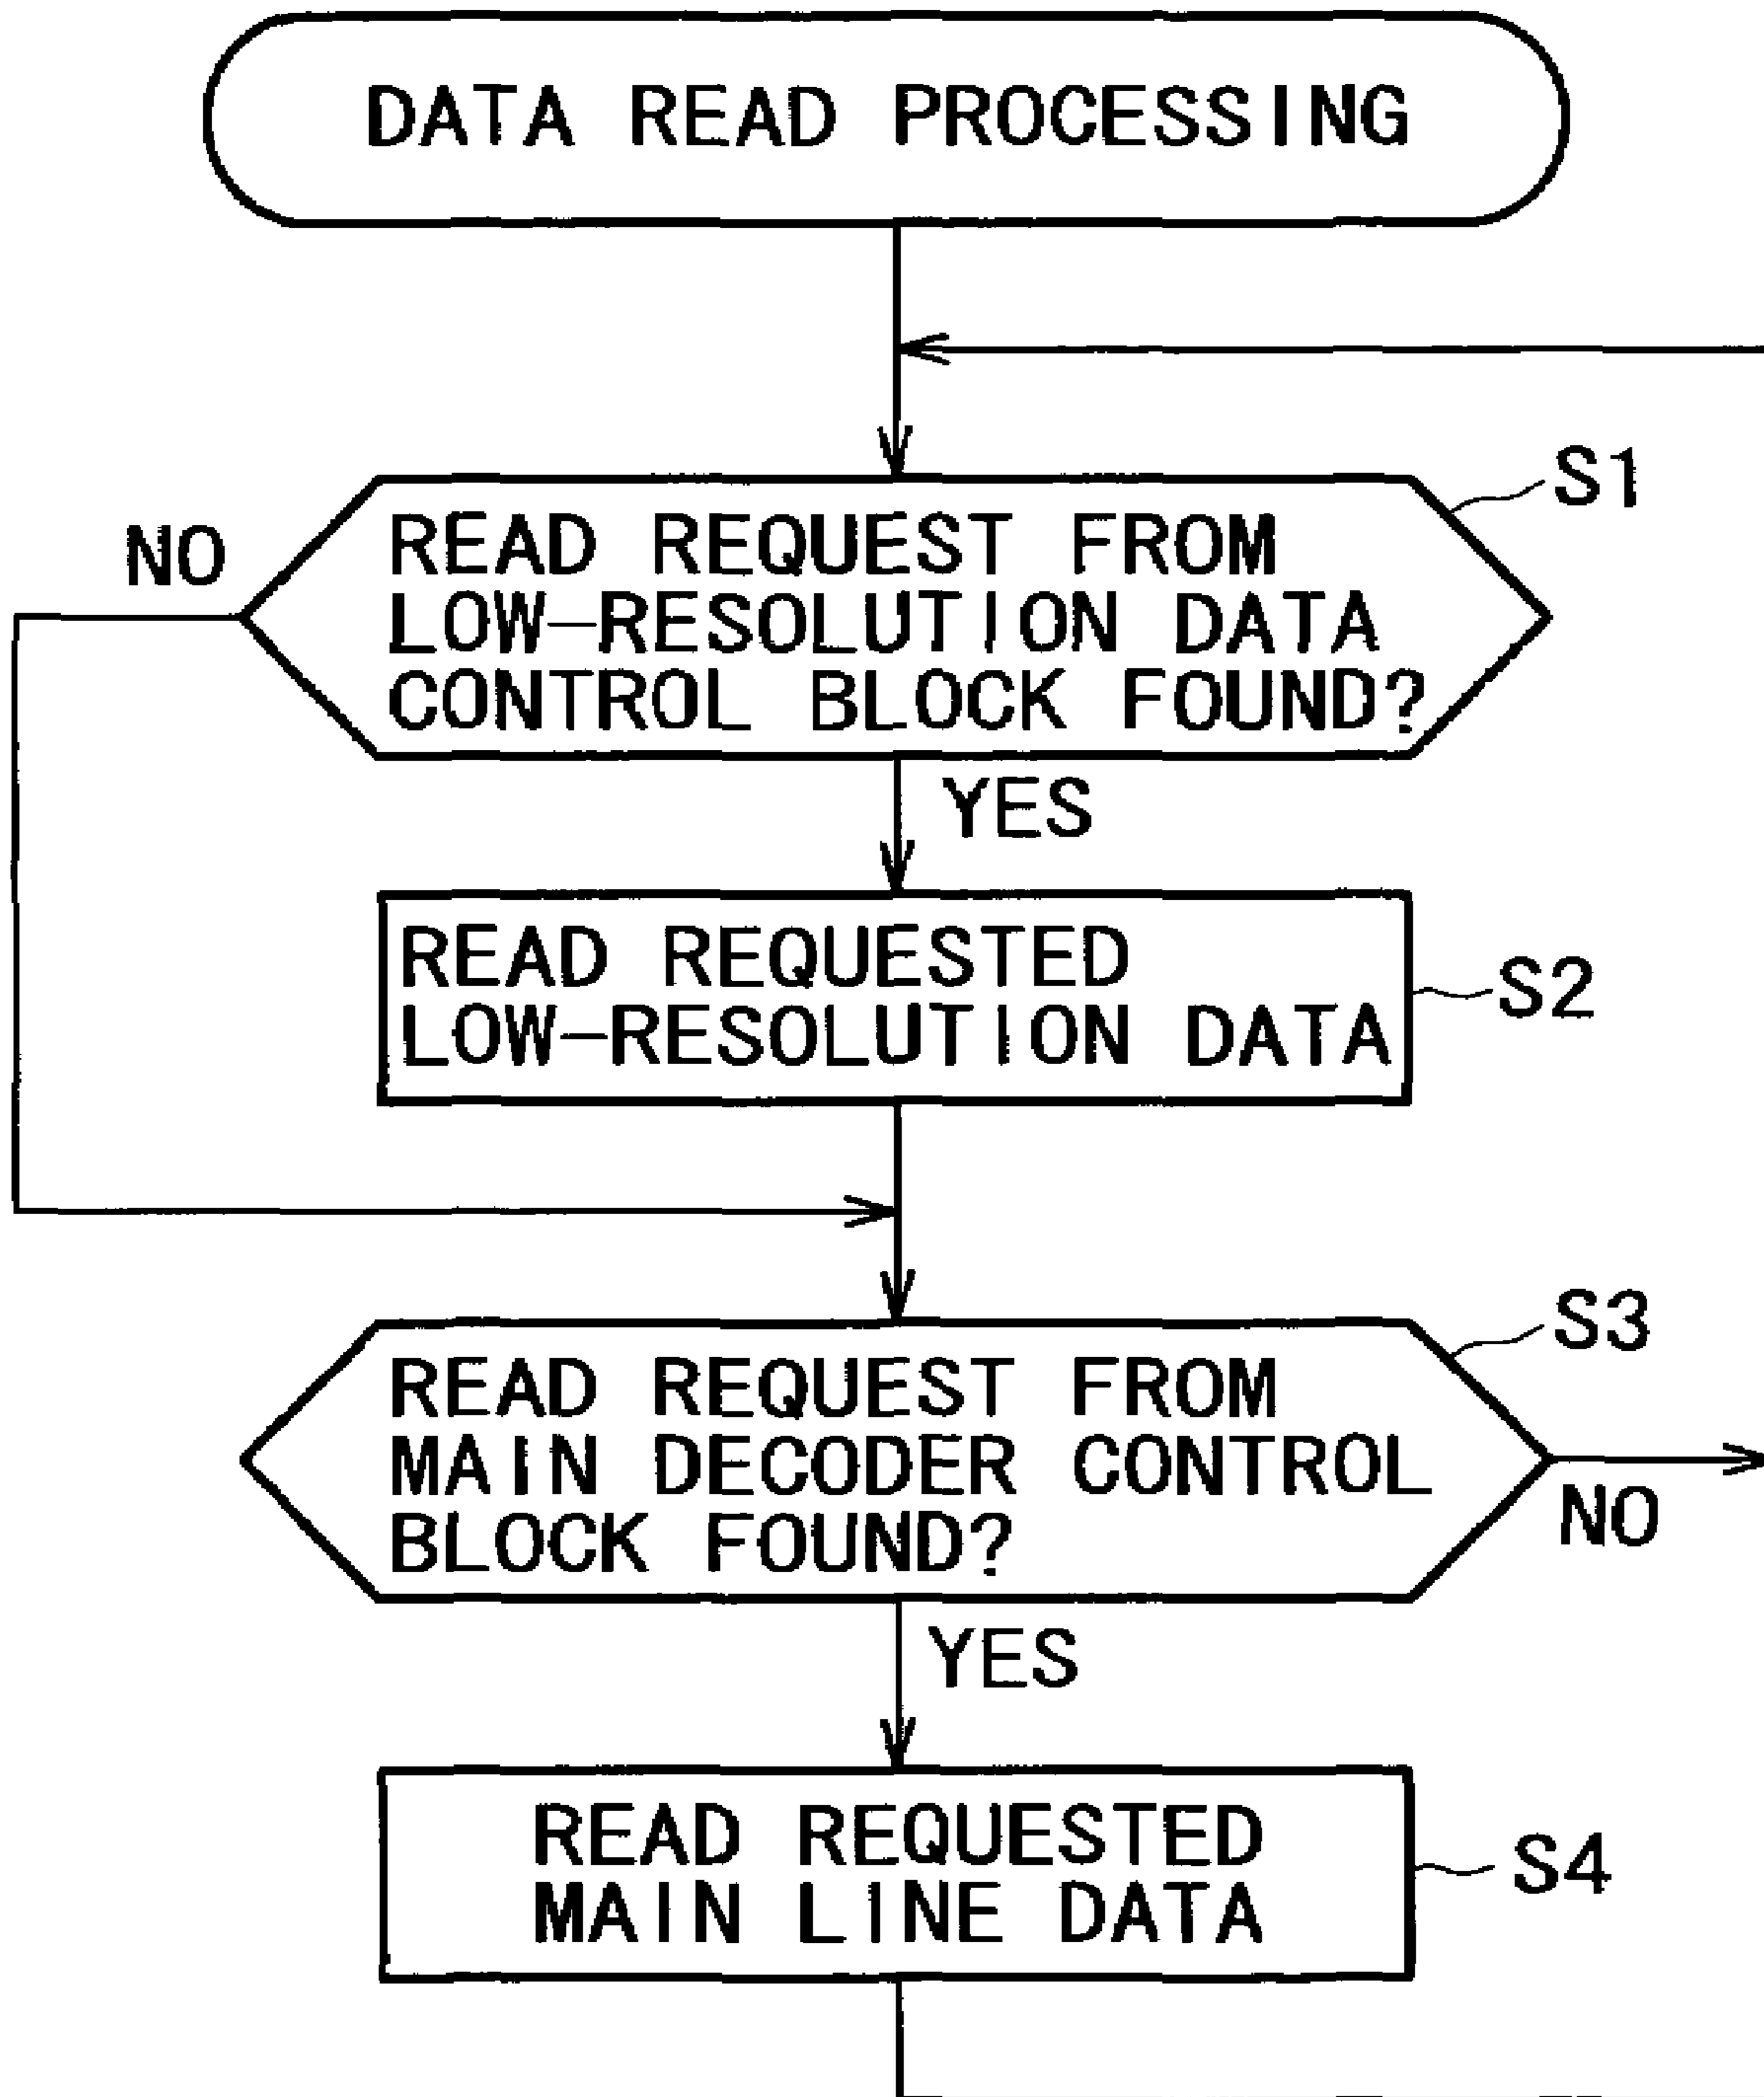 DATA READ PROCESSING
S1
NO
READ REQUEST FROM
LOW-RESOLUTION DATA
CONTROL BLOCK FOUND?
YES
READ REQUESTED
LOW-RESOLUTION DATA
S2
S3
READ REQUEST FROM
MAIN DECODER CONTROL
BLOCK FOUND?
NO
YES
READ REQUESTED
MAIN LINE DATA
S4